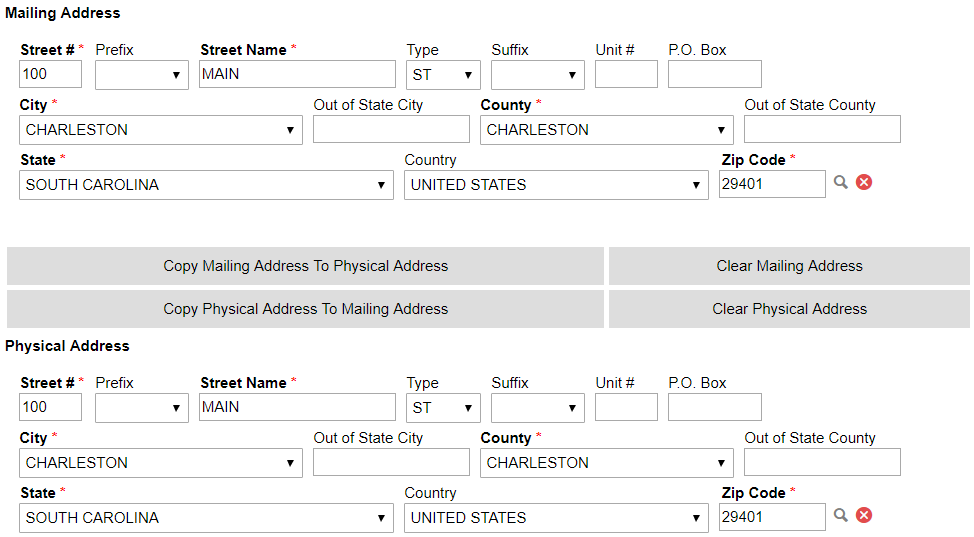 Mailing Address
Street # * Prefix Street Name * Type Suffix Unit # P.O. Box
100 MAIN ST
City * Out of State City County * Out of State County
CHARLESTON CHARLESTON
State * Country Zip Code *
SOUTH CAROLINA UNITED STATES 29401
Copy Mailing Address To Physical Address Clear Mailing Address
Copy Physical Address To Mailing Address Clear Physical Address
Physical Address
Street # * Prefix Street Name * Type Suffix Unit # P.O. Box
100 MAIN ST
City * Out of State City County * Out of State County
CHARLESTON CHARLESTON
State * Country Zip Code *
SOUTH CAROLINA UNITED STATES 29401